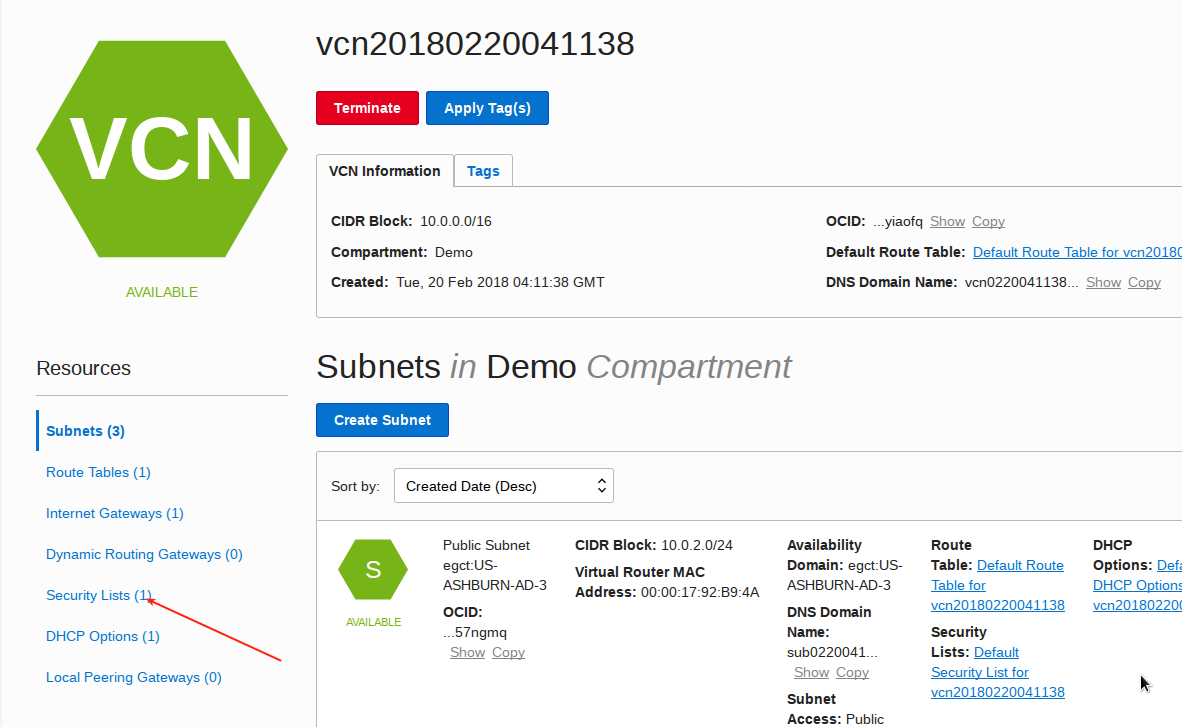 VCN
AVAILABLE
vcn20180220041138
Terminate Apply Tag(s)
VCN Information Tags
CIDR Block: 10.0.0.0/16
Compartment: Demo
Created: Tue, 20 Feb 2018 04:11:38 GMT
OCID: ...yiaofq Show Copy
Default Route Table: Default Route Table for vcn20180
DNS Domain Name: vcn0220041138... Show Copy
Resources
Subnets (3)
Route Tables (1)
Internet Gateways (1)
Dynamic Routing Gateways (0)
Security Lists (1)
DHCP Options (1)
Local Peering Gateways (0)
Subnets in Demo Compartment
Create Subnet
Sort by: Created Date (Desc)
S
AVAILABLE
Public Subnet
egct:US-
ASHBURN-AD-3
OCID:
...57ngmq
Show Copy
CIDR Block: 10.0.2.0/24
Virtual Router MAC
Address: 00:00:17:92:B9:4A
Availability
Domain: egct:US-
ASHBURN-AD-3
DNS Domain
Name:
sub0220041...
Show Copy
Subnet
Access: Public
Route
Table: Default Route
Table for
vcn20180220041138
Security
Lists: Default
Security List for
vcn20180220041138
DHCP
Options: Defa
DHCP Options
vcn201802200